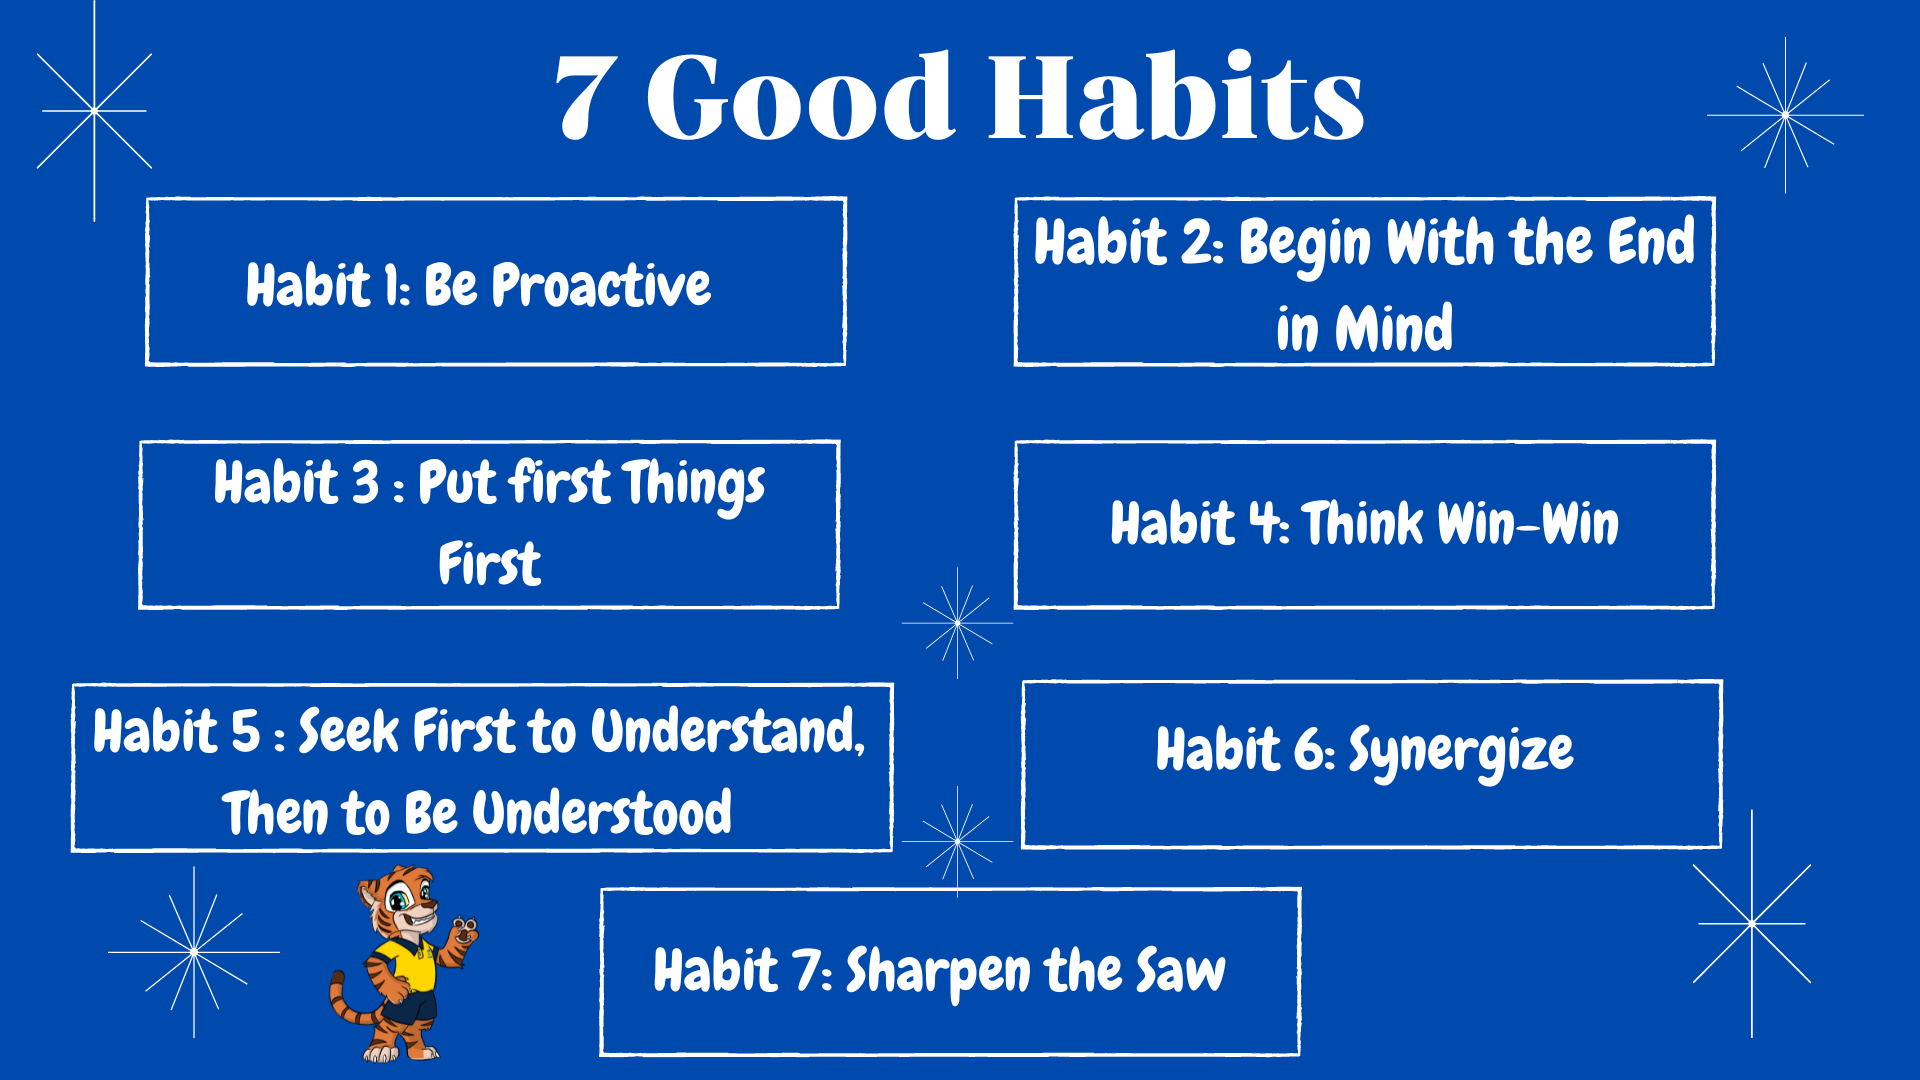 7 Good Habits
Habit 1: Be Proactive
Habit 2: Begin With the End
in Mind
Habit 3 : Put first Things
First
Habit 4: Think Win-Win
Habit 5 : Seek First to Understand,
Then to Be Understood
Habit 6: Synergize
Habit 7: Sharpen the Saw